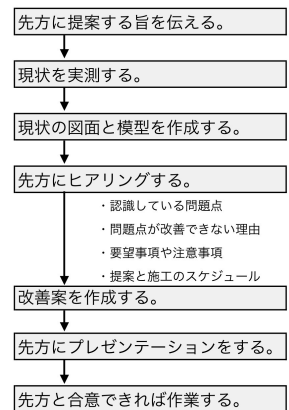 先方に提案する旨を伝える。
現状を実測する。
現状の図面と模型を作成する。
先方にヒアリングする。
・認識している問題点
・問題点が改善できない理由
・要望事項や注意事項
・提案と施工のスケジュール
改善案を作成する。
先方にプレゼンテーションをする。
先方と合意できれば作業する。